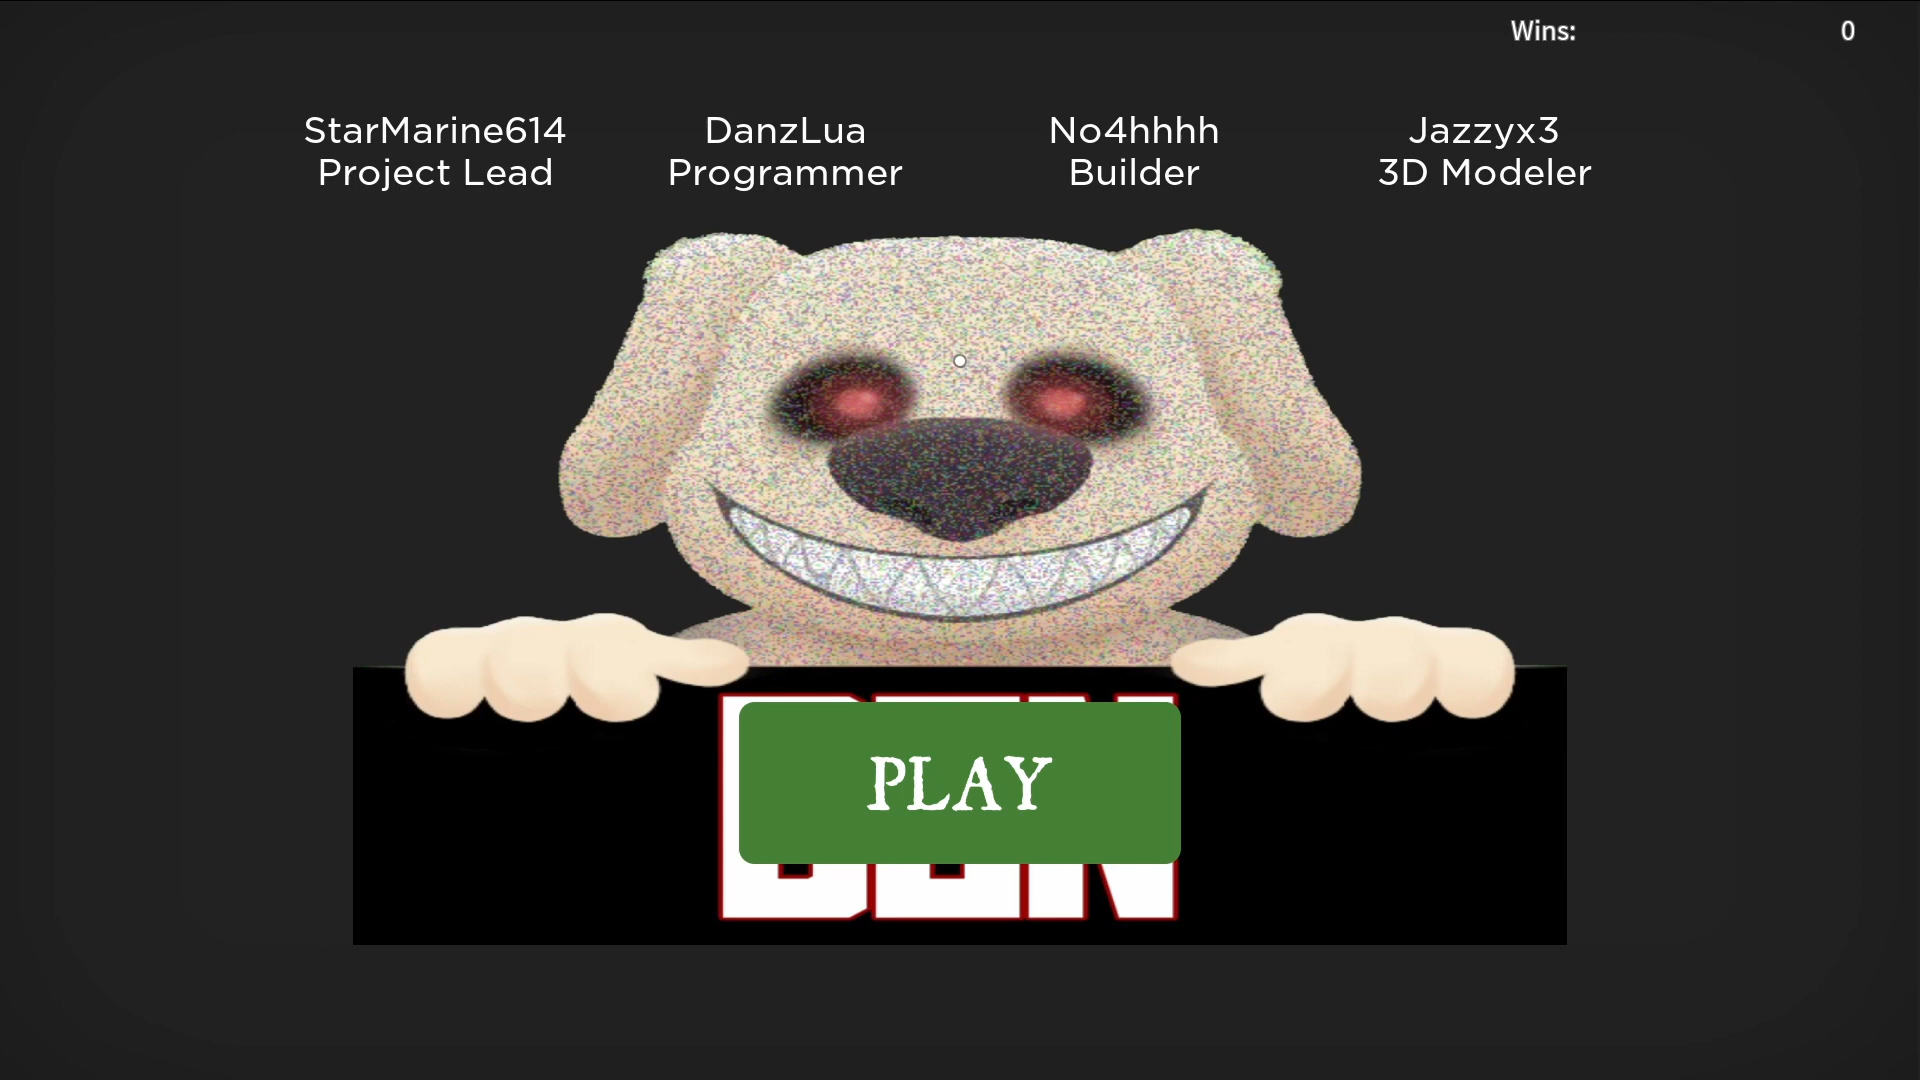 Wins: 0
StarMarine614 DanzLua No4hhhh Jazzyx3
Project Lead Programmer Builder 3D Modeler
PLAY